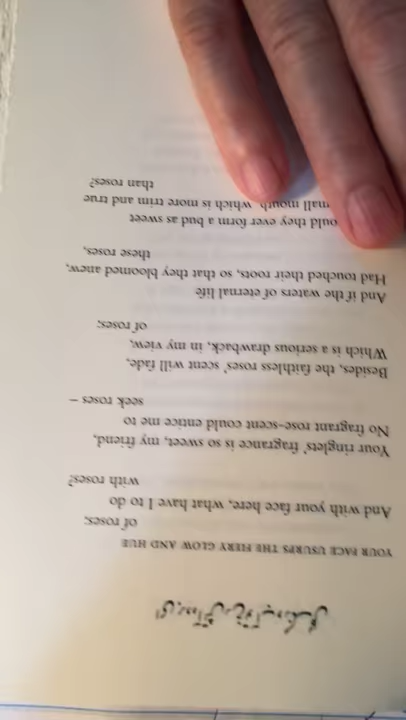 YOUR FACE USURPS THE FIERY GLOW AND HUE
of roses;
And with your face here, what have I to do
with roses?
Your ringlets' fragrance is so sweet, my friend,
No fragrant rose-scent could entice me to
seek roses –
Besides, the faithless roses' scent will fade,
Which is a serious drawback, in my view,
of roses;
And if the waters of eternal life
Had touched their roots, so that they bloomed anew,
these roses,
they ever form a bud as sweet
mouth, which is more trim and true
than roses?